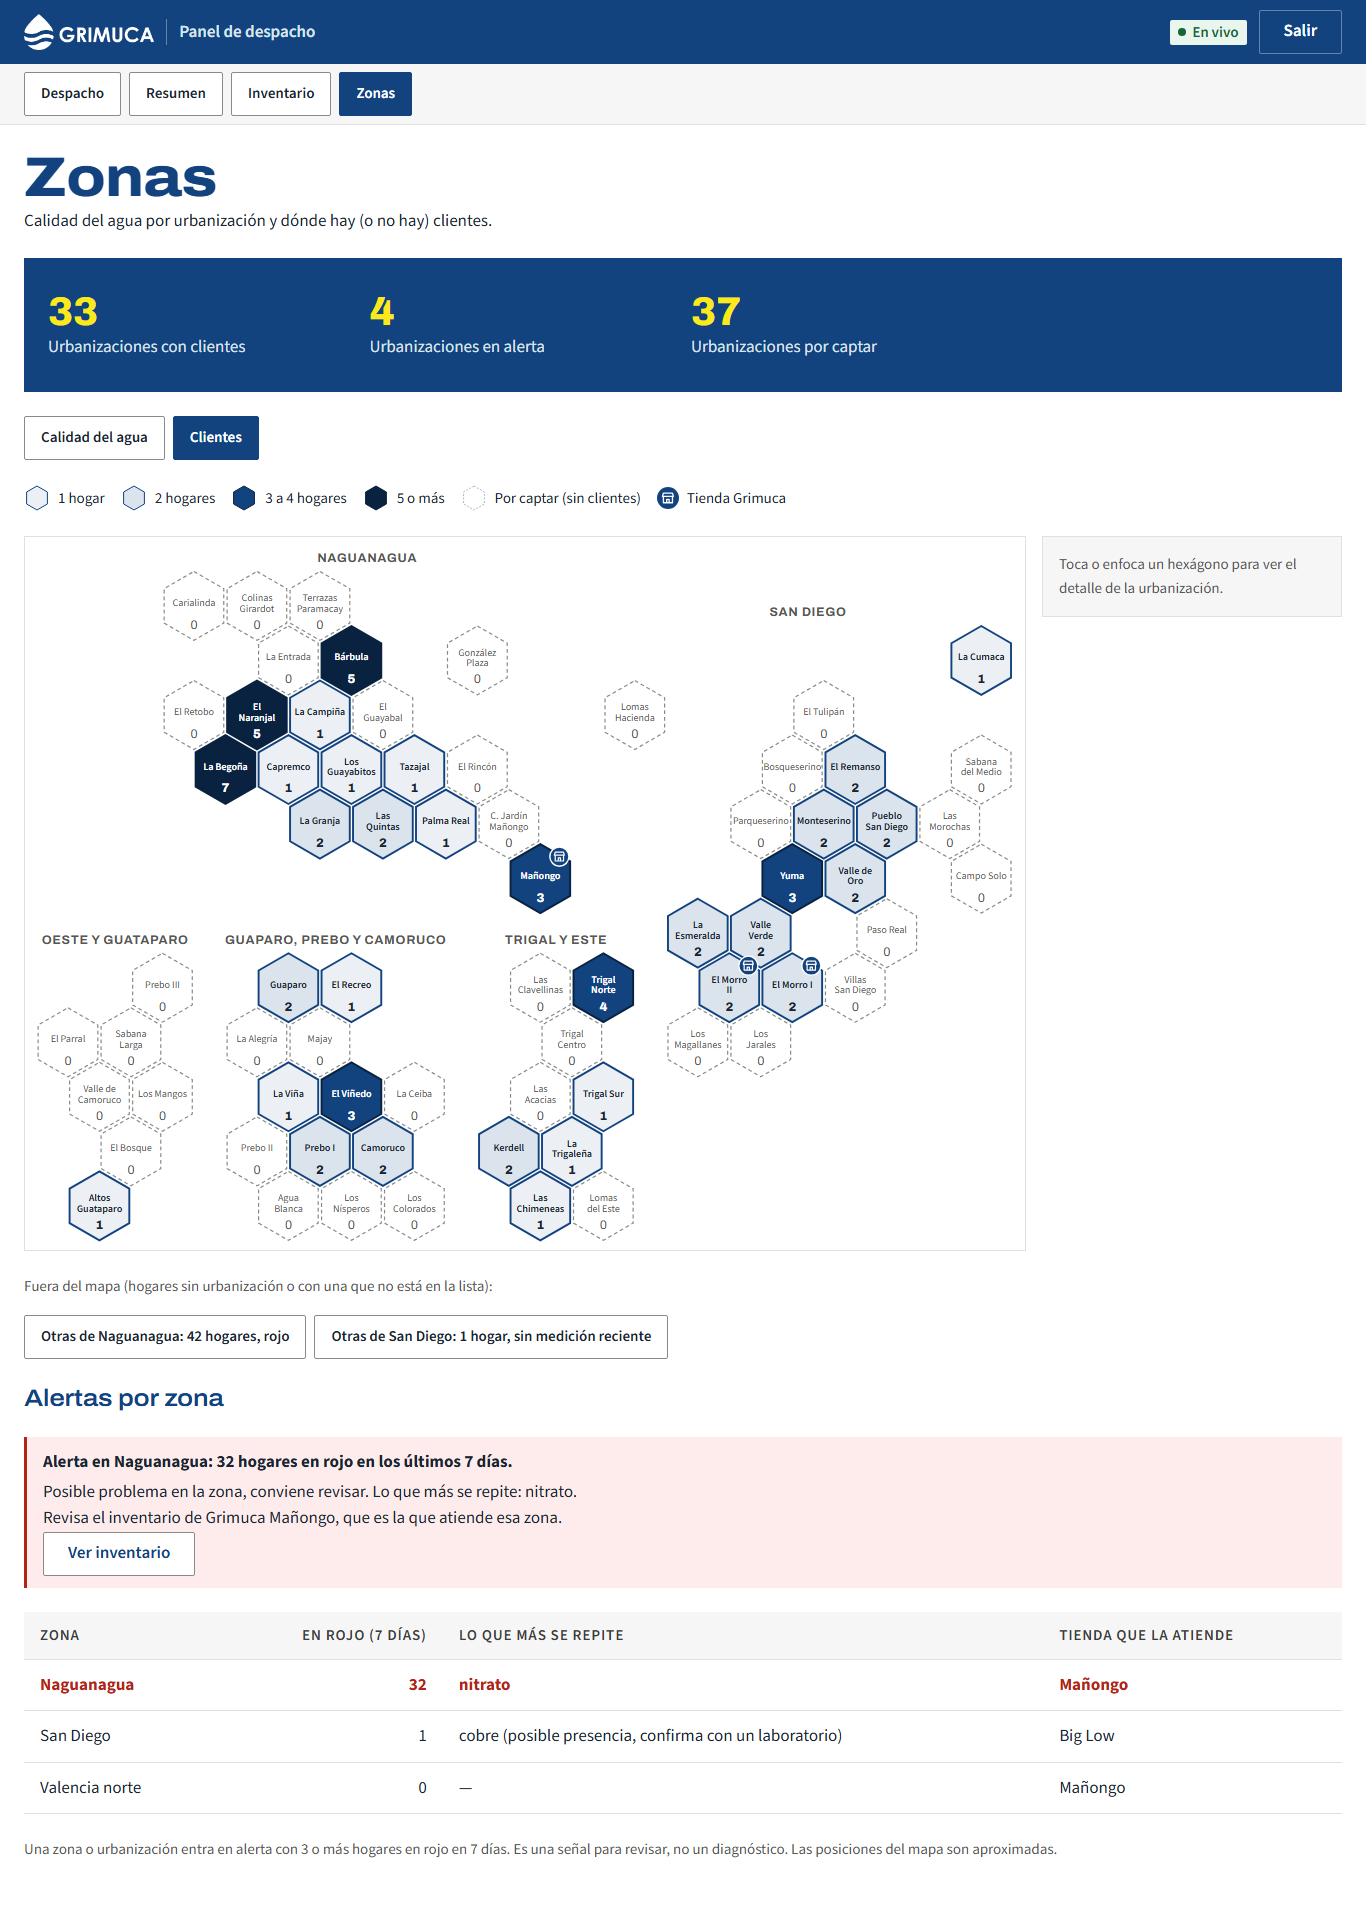 GRIMUCA
Panel de despacho
En vivo
Salir
Despacho
Resumen
Inventario
Zonas
Zonas
Calidad del agua por urbanización y dónde hay (o no hay) clientes.
33
Urbanizaciones con clientes
4
Urbanizaciones en alerta
37
Urbanizaciones por captar
Calidad del agua
Clientes
1 hogar
2 hogares
3 a 4 hogares
5 o más
Por captar (sin clientes)
Tienda Grimuca
NAGUANAGUA
Carialinda
0
Colinas
Girardot
0
Terrazas
Paramacay
0
La Entrada
0
Bárbula
5
González
Plaza
0
El Retobo
0
El
Naranjal
5
La Campiña
1
El
Guayabal
0
La Begoña
7
Capremco
1
Los
Guayabitos
1
Tazajal
1
El Rincón
0
La Granja
2
Las
Quintas
2
Palma Real
1
C. Jardín
Mañongo
0
Mañongo
3
SAN DIEGO
La Cumaca
1
Lomas
Hacienda
0
El Tulipán
0
Bosqueserino
0
El Remanso
2
Sabana
del Medio
0
Parqueserino
0
Monteserino
2
Pueblo
San Diego
2
Las
Morochas
0
Yuma
3
Valle de
Oro
2
Campo Solo
0
La
Esmeralda
2
Valle
Verde
2
Paso Real
0
El Morro
II
2
El Morro I
2
Villas
San Diego
0
Los
Magallanes
0
Los
Jarales
0
OESTE Y GUATAPARO
Prebo III
0
El Parral
0
Sabana
Larga
0
Valle de
Camoruco
0
Los Mangos
0
El Bosque
0
Altos
Guataparo
1
GUAPARO, PREBO Y CAMORUCO
Guaparo
2
El Recreo
1
La Alegría
0
Majay
0
La Viña
1
El Viñedo
3
La Ceiba
0
Prebo II
0
Prebo I
2
Camoruco
2
Agua
Blanca
0
Los
Nísperos
0
Los
Colorados
0
TRIGAL Y ESTE
Las
Clavellinas
0
Trigal
Norte
4
Trigal
Centro
0
Las
Acacias
0
Trigal Sur
1
Kerdell
2
La
Trigaleña
1
Las
Chimeneas
1
Lomas
del Este
0
Toca o enfoca un hexágono para ver el
detalle de la urbanización.
Fuera del mapa (hogares sin urbanización o con una que no está en la lista):
Otras de Naguanagua: 42 hogares, rojo
Otras de San Diego: 1 hogar, sin medición reciente
Alertas por zona
Alerta en Naguanagua: 32 hogares en rojo en los últimos 7 días.
Posible problema en la zona, conviene revisar. Lo que más se repite: nitrato.
Revisa el inventario de Grimuca Mañongo, que es la que atiende esa zona.
Ver inventario
ZONA EN ROJO (7 DÍAS) LO QUE MÁS SE REPITE TIENDA QUE LA ATIENDE
Naguanagua 32 nitrato Mañongo
San Diego 1 cobre (posible presencia, confirma con un laboratorio) Big Low
Valencia norte 0 — Mañongo
Una zona o urbanización entra en alerta con 3 o más hogares en rojo en 7 días. Es una señal para revisar, no un diagnóstico. Las posiciones del mapa son aproximadas.